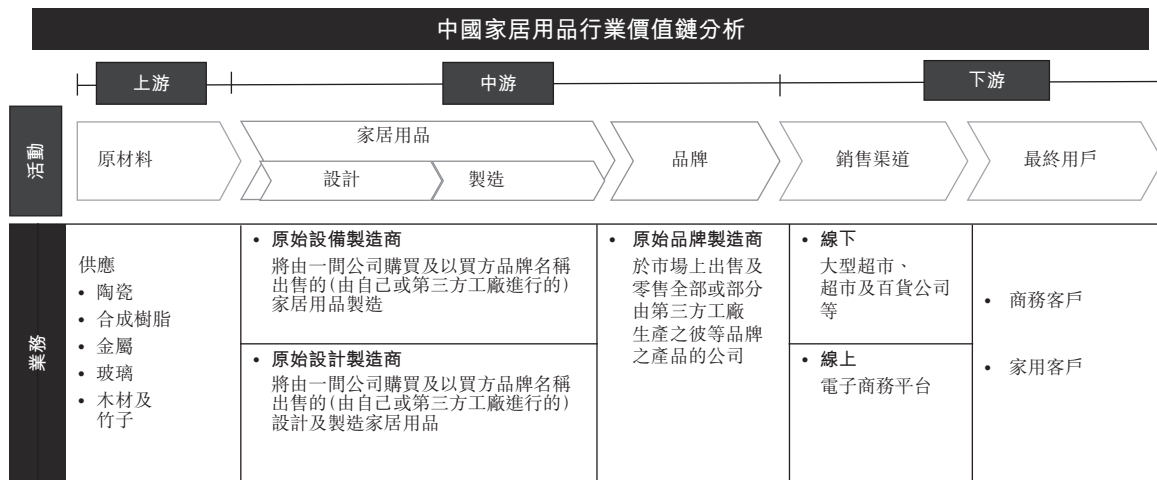 中國家居用品行業價值鏈分析
上游
中游
下游
活動
原材料
家居用品
設計
製造
品牌
銷售渠道
最終用戶
業務
供應
• 陶瓷
• 合成樹脂
• 金屬
• 玻璃
• 木材及
竹子
• 原始設備製造商
將由一間公司購買及以買方品牌名稱
出售的(由自己或第三方工廠進行的)
家居用品製造
• 原始設計製造商
將由一間公司購買及以買方品牌名稱
出售的(由自己或第三方工廠進行的)
設計及製造家居用品
• 原始品牌製造商
於市場上出售及
零售全部或部分
由第三方工廠
生產之彼等品牌
之產品的公司
• 線下
大型超市、
超市及百貨公司
等
• 線上
電子商務平台
• 商務客戶
• 家用客戶